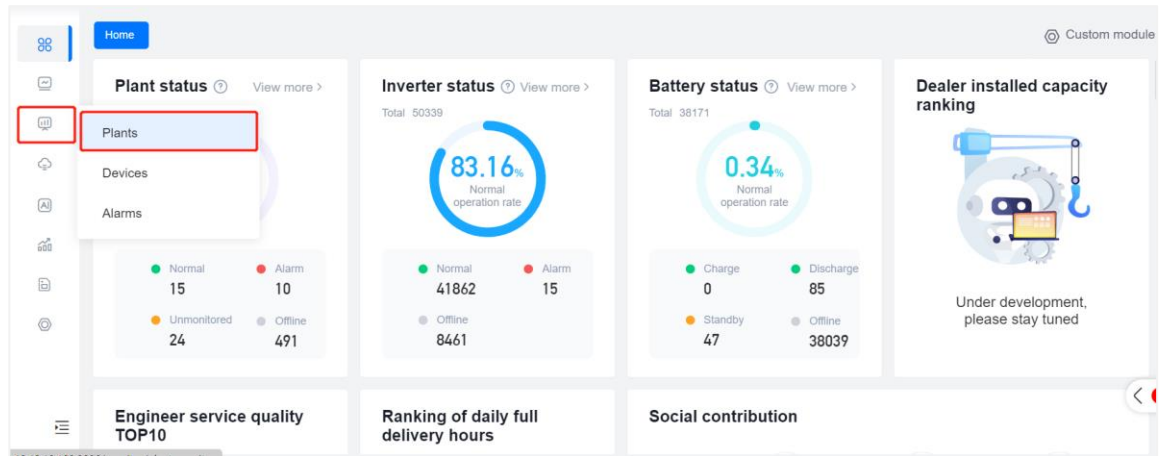 Home
Custom module
Plant status
View more >
Plants
Devices
Alarms
Normal
15
Alarm
10
Unmonitored
24
Offline
491
Inverter status
View more >
Total 50339
83.16%
Normal
operation rate
Normal
41862
Alarm
15
Offline
8461
Battery status
View more >
Total 38171
0.34%
Normal
operation rate
Charge
0
Discharge
85
Standby
47
Offline
38039
Dealer installed capacity
ranking
Under development,
please stay tuned
Engineer service quality
TOP10
Ranking of daily full
delivery hours
Social contribution
AI